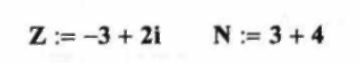 Z := −3 + 2i N := 3 + 4